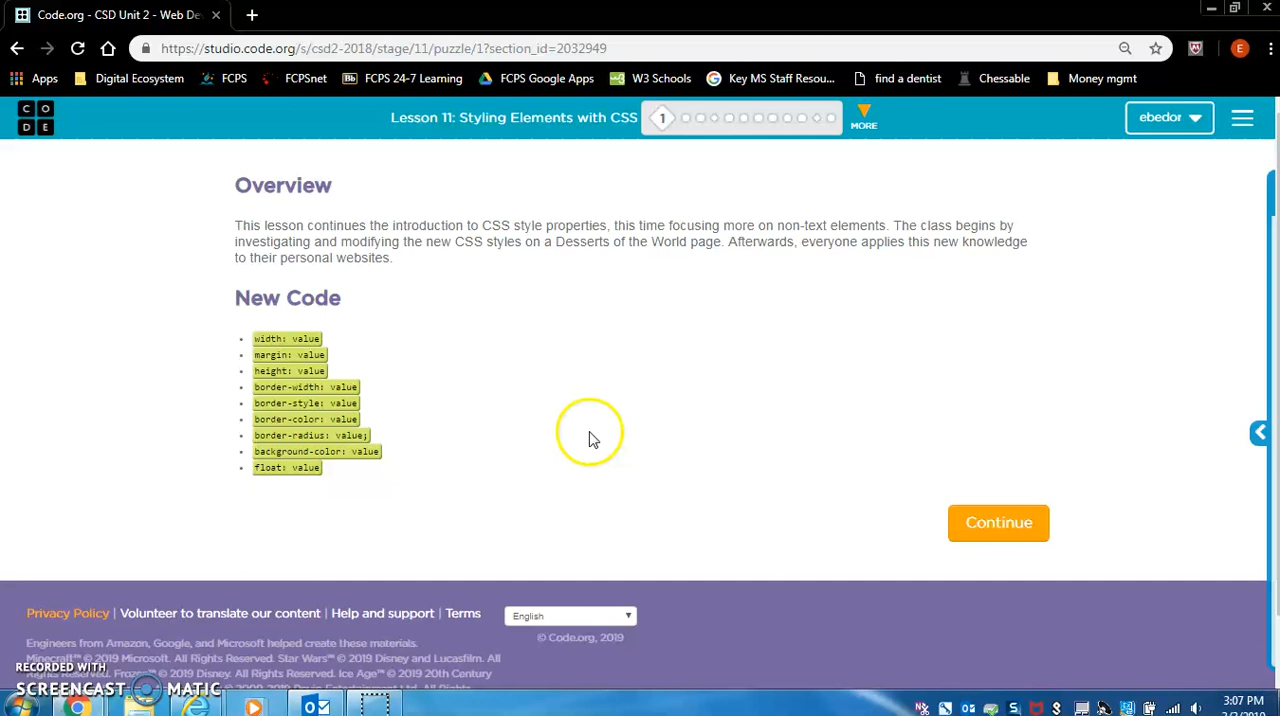 Code.org - CSD Unit 2 - Web De
https://studio.code.org/s/csd2-2018/stage/11/puzzle/1?section_id=2032949
E
Apps Digital Ecosystem FCPS FCPSnet Bb FCPS 24-7 Learning FCPS Google Apps W3 Schools Key MS Staff Resou... find a dentist Chessable Money mgmt
C O
D E
Lesson 11: Styling Elements with CSS
1
MORE
ebedor
Overview
This lesson continues the introduction to CSS style properties, this time focusing more on non-text elements. The class begins by
investigating and modifying the new CSS styles on a Desserts of the World page. Afterwards, everyone applies this new knowledge
to their personal websites.
New Code
width: value
margin: value
height: value
border-width: value
border-style: value
border-color: value
border-radius: value;
background-color: value
float: value
Continue
Privacy Policy | Volunteer to translate our content | Help and support | Terms
English
© Code.org, 2019
Engineers from Amazon, Google, and Microsoft helped create these materials.
Minecraft™ © 2019 Microsoft. All Rights Reserved. Star Wars™ © 2019 Disney and Lucasfilm. All
Rights Reserved. Frozen™ © 2019 Disney. All Rights Reserved. Ice Age™ © 2019 20th Century
RECORDED WITH
SCREENCAST MATIC
3:07 PM